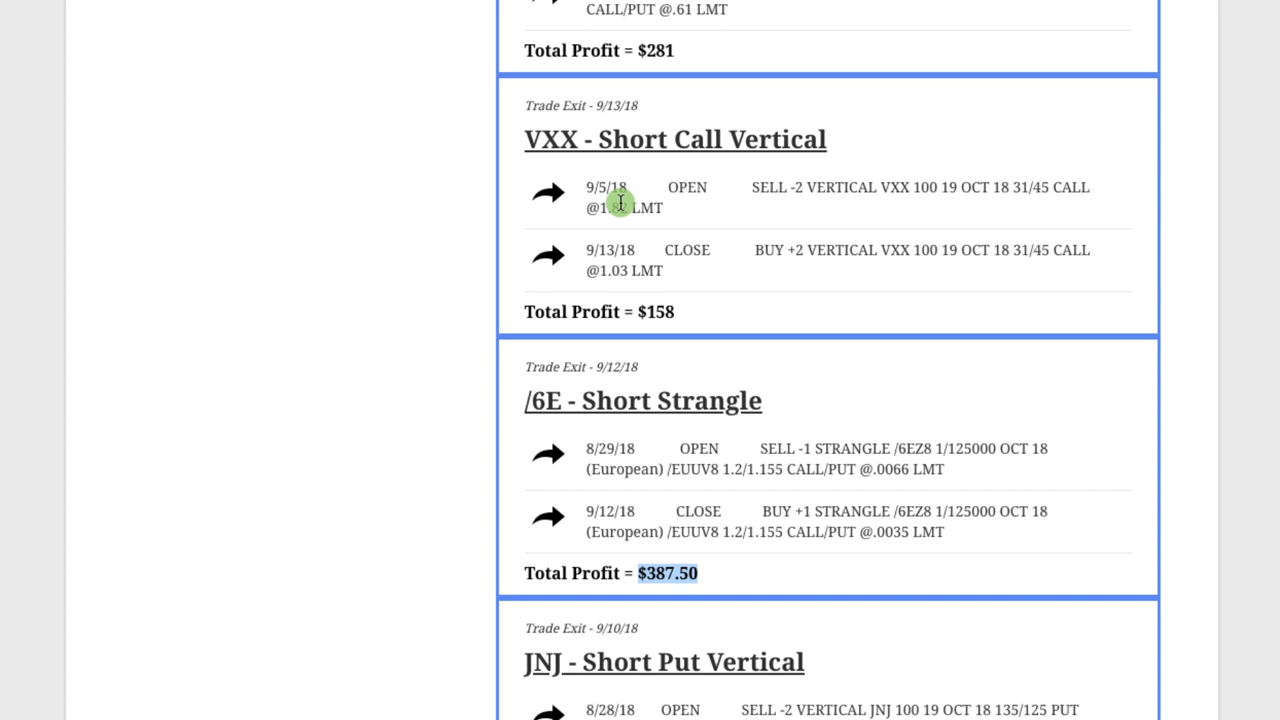 CALL/PUT @.61 LMT
Total Profit = $281
Trade Exit - 9/13/18
VXX - Short Call Vertical
9/5/18 OPEN SELL -2 VERTICAL VXX 100 19 OCT 18 31/45 CALL
@1.82 LMT
9/13/18 CLOSE BUY +2 VERTICAL VXX 100 19 OCT 18 31/45 CALL
@1.03 LMT
Total Profit = $158
Trade Exit - 9/12/18
/6E - Short Strangle
8/29/18 OPEN SELL -1 STRANGLE /6EZ8 1/125000 OCT 18
(European) /EUUV8 1.2/1.155 CALL/PUT @.0066 LMT
9/12/18 CLOSE BUY +1 STRANGLE /6EZ8 1/125000 OCT 18
(European) /EUUV8 1.2/1.155 CALL/PUT @.0035 LMT
Total Profit = $387.50
Trade Exit - 9/10/18
JNJ - Short Put Vertical
8/28/18 OPEN SELL -2 VERTICAL JNJ 100 19 OCT 18 135/125 PUT